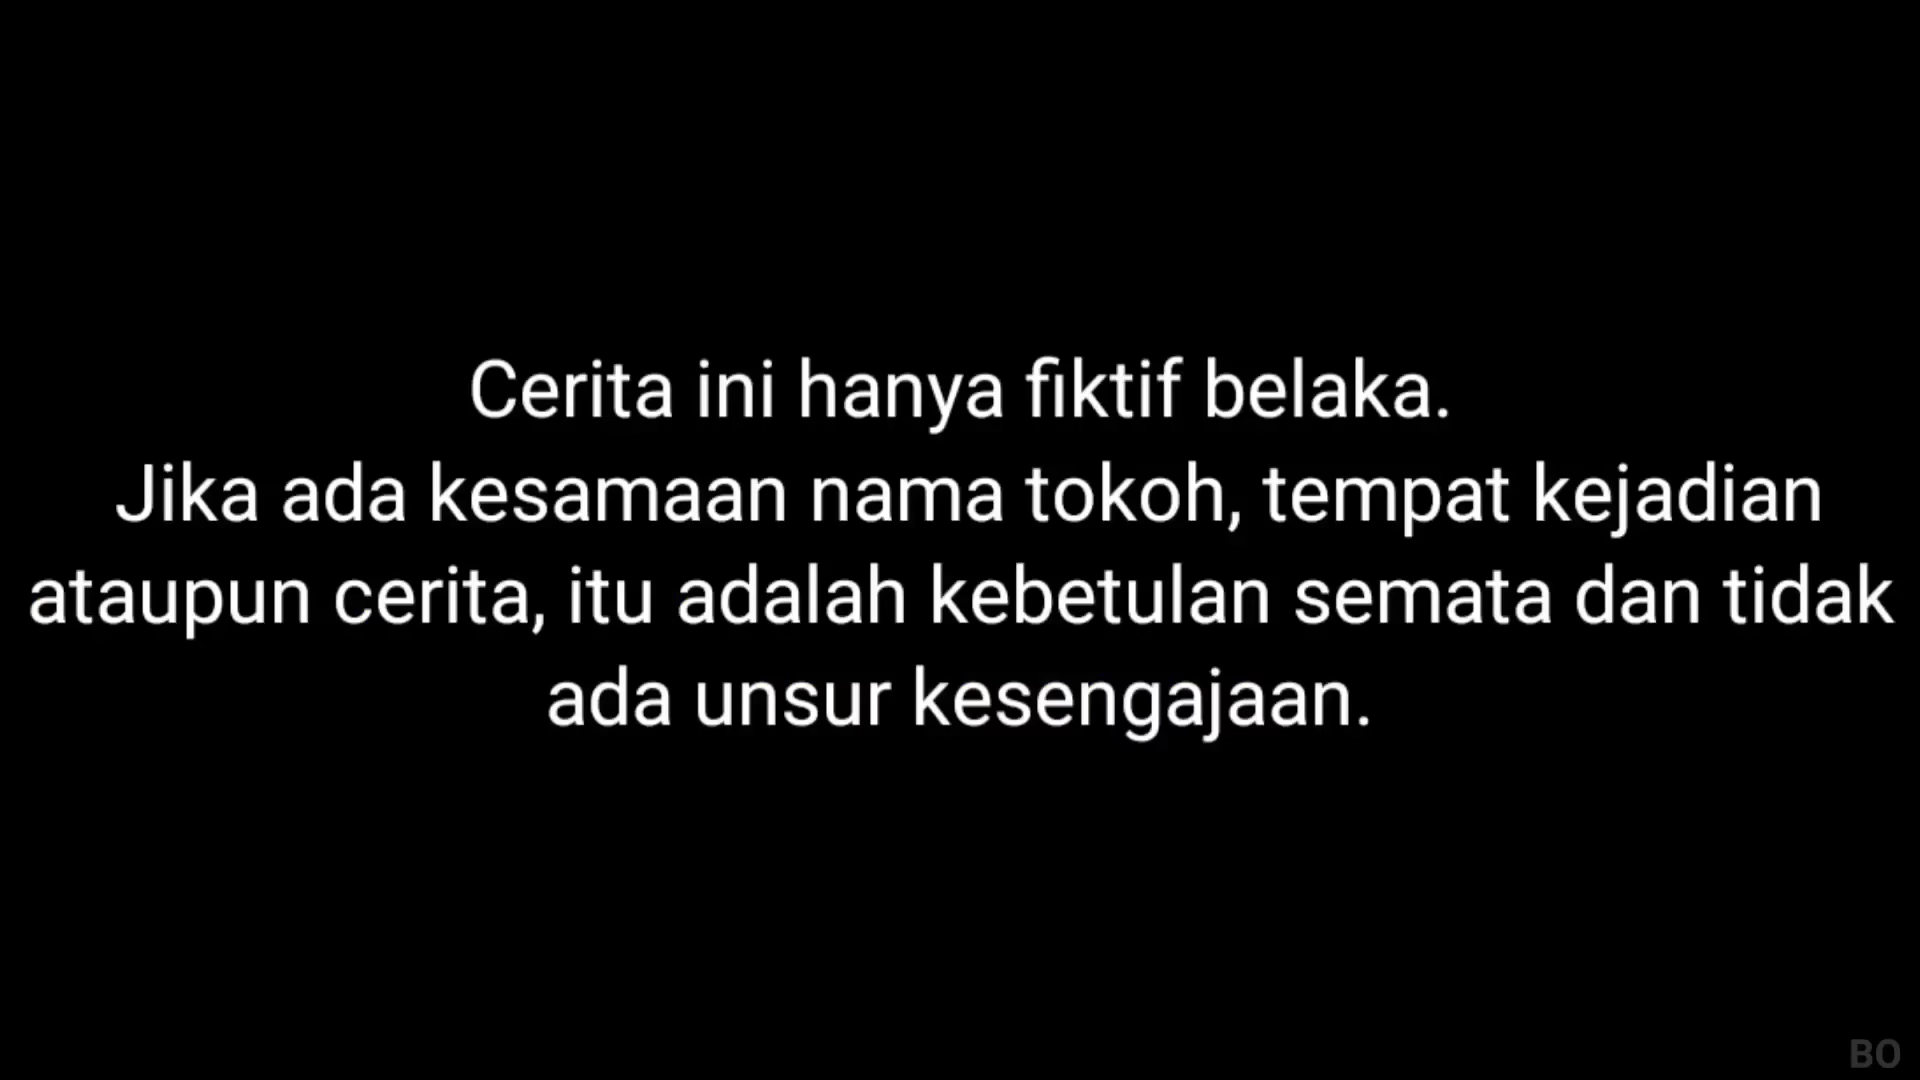 Cerita ini hanya fiktif belaka.
Jika ada kesamaan nama tokoh, tempat kejadian
ataupun cerita, itu adalah kebetulan semata dan tidak
ada unsur kesengajaan.
BO